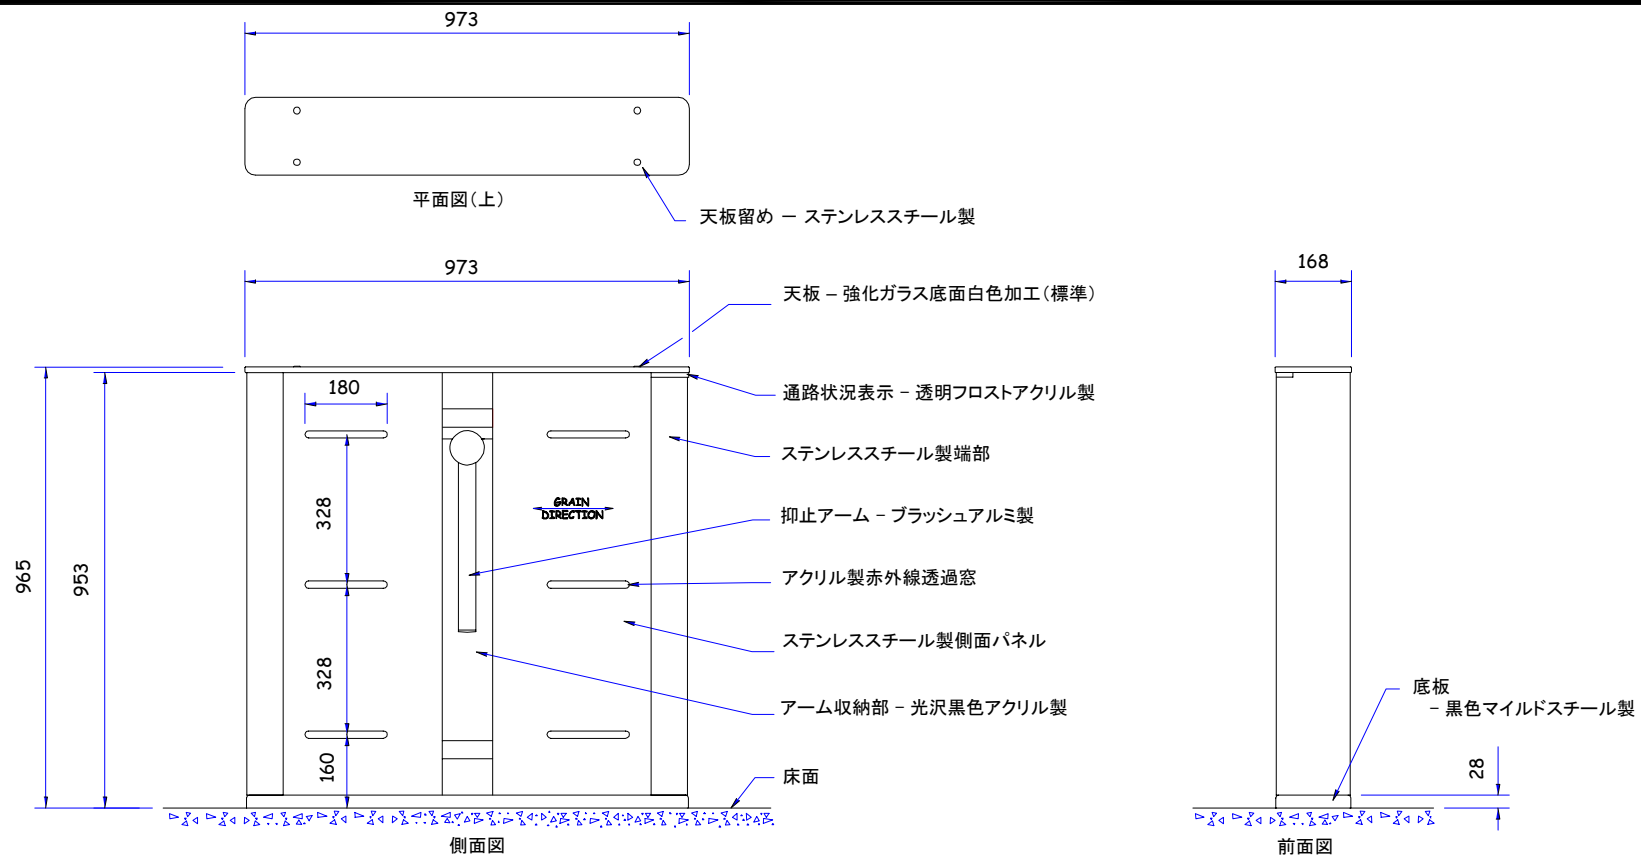 973
平面図(上)
天板留め － ステンレススチール製
973
168
天板 − 強化ガラス底面白色加工(標準)
180
通路状況表示 − 透明フロストアクリル製
ステンレススチール製端部
328
GRAIN
DIRECTION
抑止アーム − ブラッシュアルミ製
965
953
アクリル製赤外線透過窓
ステンレススチール製側面パネル
328
アーム収納部 − 光沢黒色アクリル製
底板
− 黒色マイルドスチール製
160
28
床面
側面図
前面図